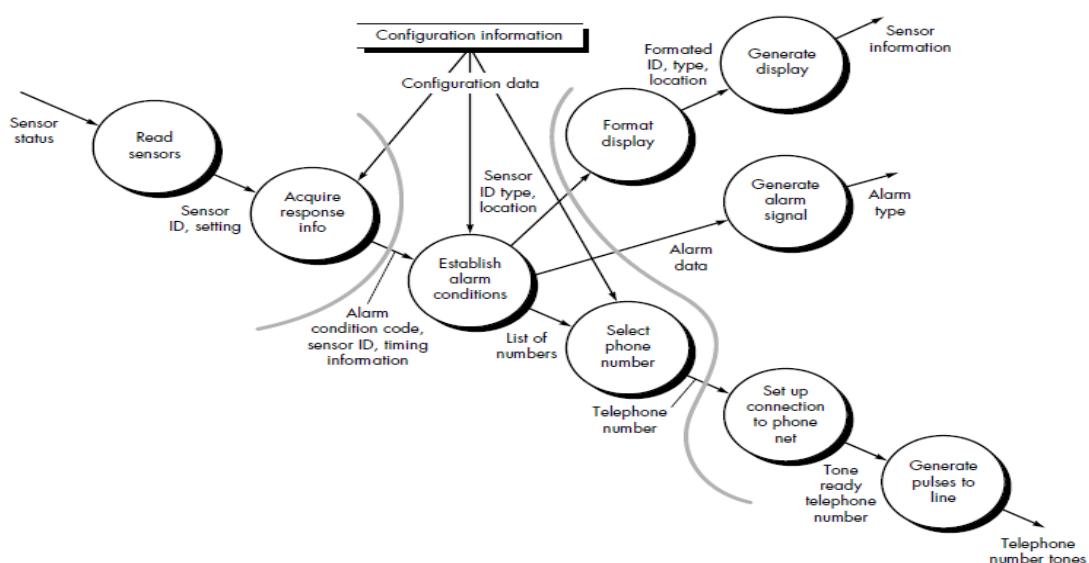 Configuration information
Configuration data
Formated
ID, type,
location
Generate
display
Sensor
information
Sensor
status
Read
sensors
Format
display
Sensor
ID, setting
Acquire
response
info
Sensor
ID type,
location
Generate
alarm
signal
Alarm
type
Alarm
data
Establish
alarm
conditions
Alarm
condition code,
sensor ID, timing
information
List of
numbers
Select
phone
number
Telephone
number
Set up
connection
to phone
net
Tone
ready
telephone
number
Generate
pulses to
line
Telephone
number tones